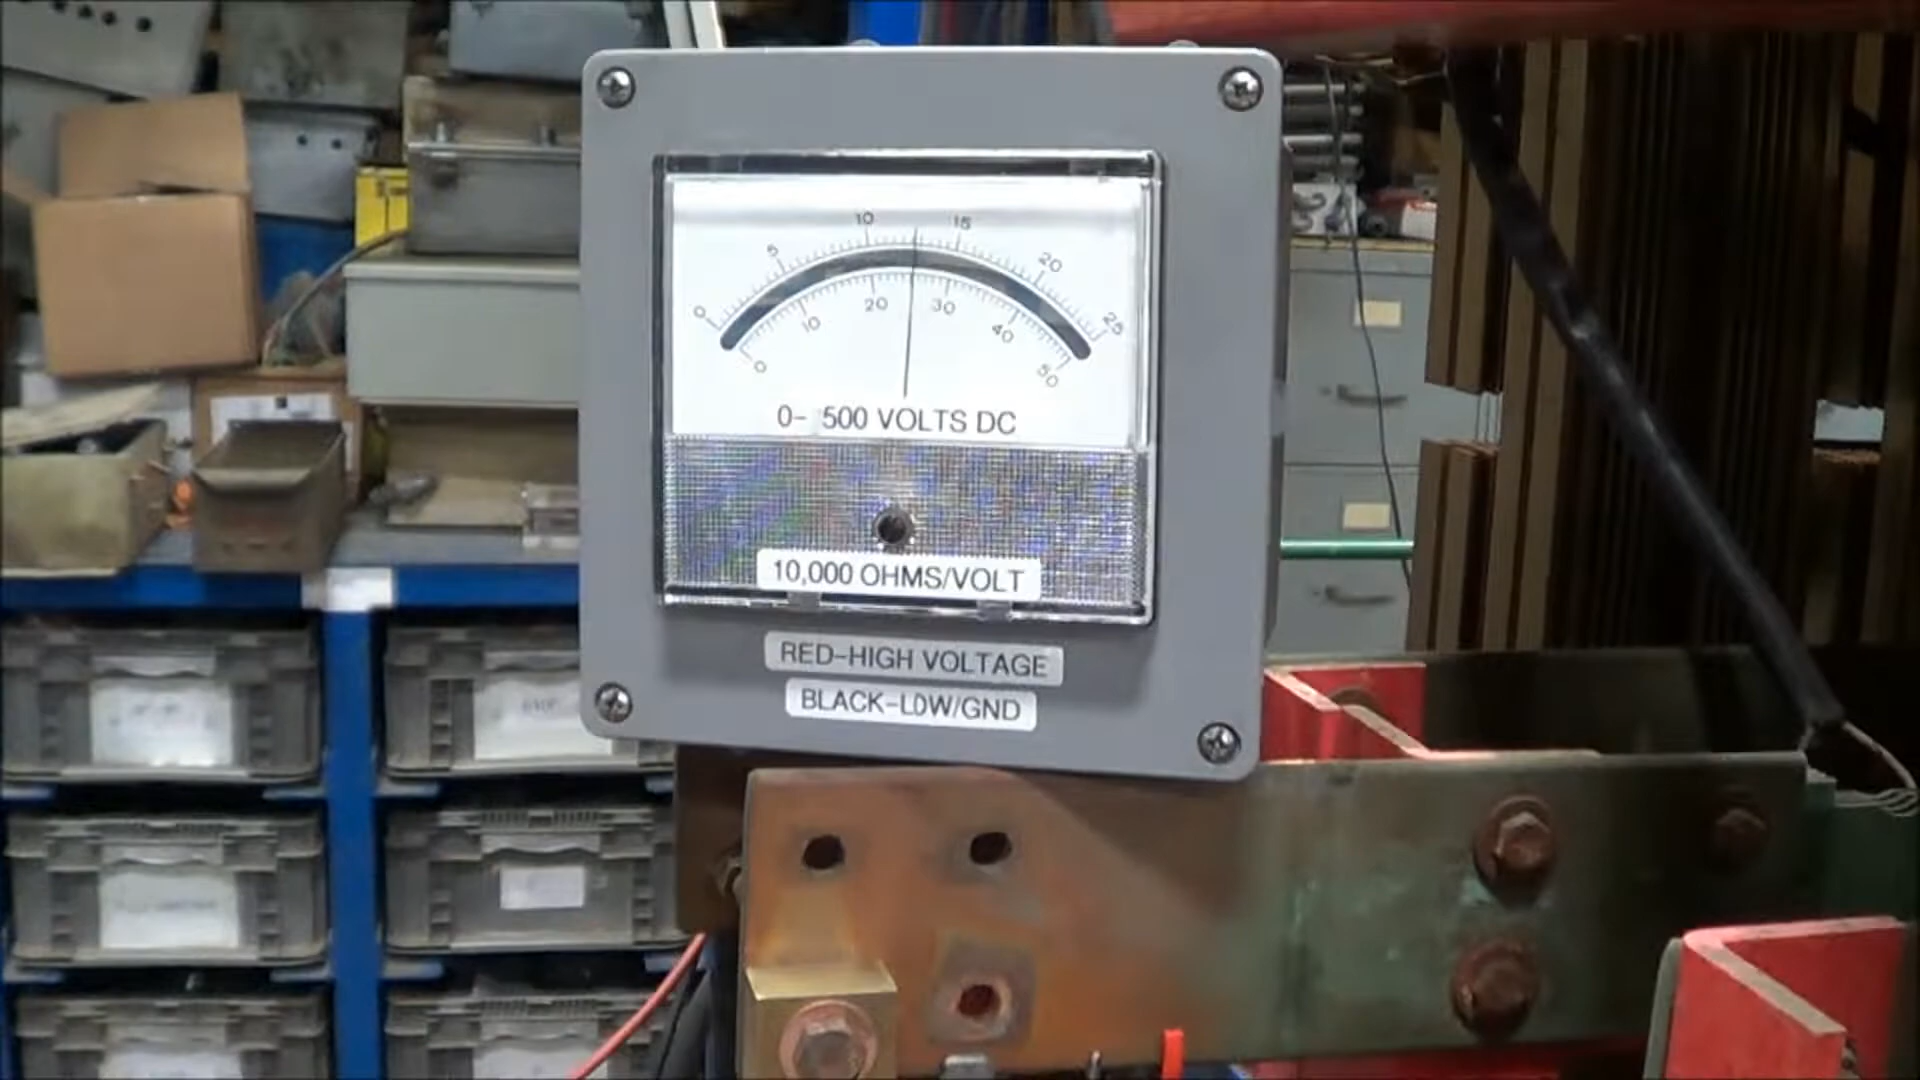 0 5 10 15 20 25
0 10 20 30 40 50
0- 500 VOLTS DC
10,000 OHMS/VOLT
RED-HIGH VOLTAGE
BLACK-LOW/GND